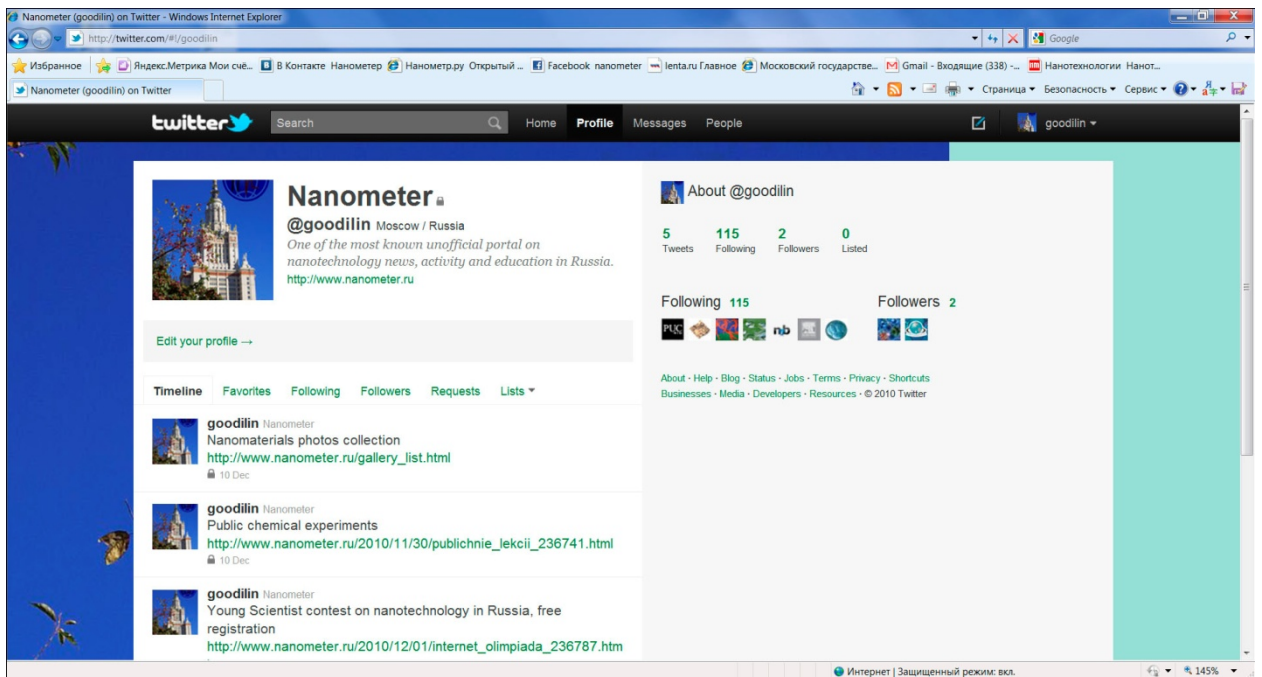 Nanometer (goodilin) on Twitter - Windows Internet Explorer
http://twitter.com/#!/goodilin
Google
Избранное Яндекс.Метрика Мои счё... В Контакте Нанометер Нанометр.ру Открытый ... Facebook nanometer lenta.ru Главное Московский государстве... Gmail - Входящие (338) -... Нанотехнологии Нанот...
Nanometer (goodilin) on Twitter
Страница Безопасность Сервис
twitter Search Home Profile Messages People goodilin
Nanometer
@goodilin Moscow / Russia
One of the most known unofficial portal on
nanotechnology news, activity and education in Russia.
http://www.nanometer.ru
Edit your profile →
Timeline Favorites Following Followers Requests Lists
goodilin Nanometer
Nanomaterials photos collection
http://www.nanometer.ru/gallery_list.html
10 Dec
goodilin Nanometer
Public chemical experiments
http://www.nanometer.ru/2010/11/30/publichnie_lekcii_236741.html
10 Dec
goodilin Nanometer
Young Scientist contest on nanotechnology in Russia, free
registration
http://www.nanometer.ru/2010/12/01/internet_olimpiada_236787.htm
About @goodilin
5 115 2 0
Tweets Following Followers Listed
Following 115 Followers 2
PUC nb
About · Help · Blog · Status · Jobs · Terms · Privacy · Shortcuts
Businesses · Media · Developers · Resources · © 2010 Twitter
Интернет | Защищенный режим: вкл.
145%